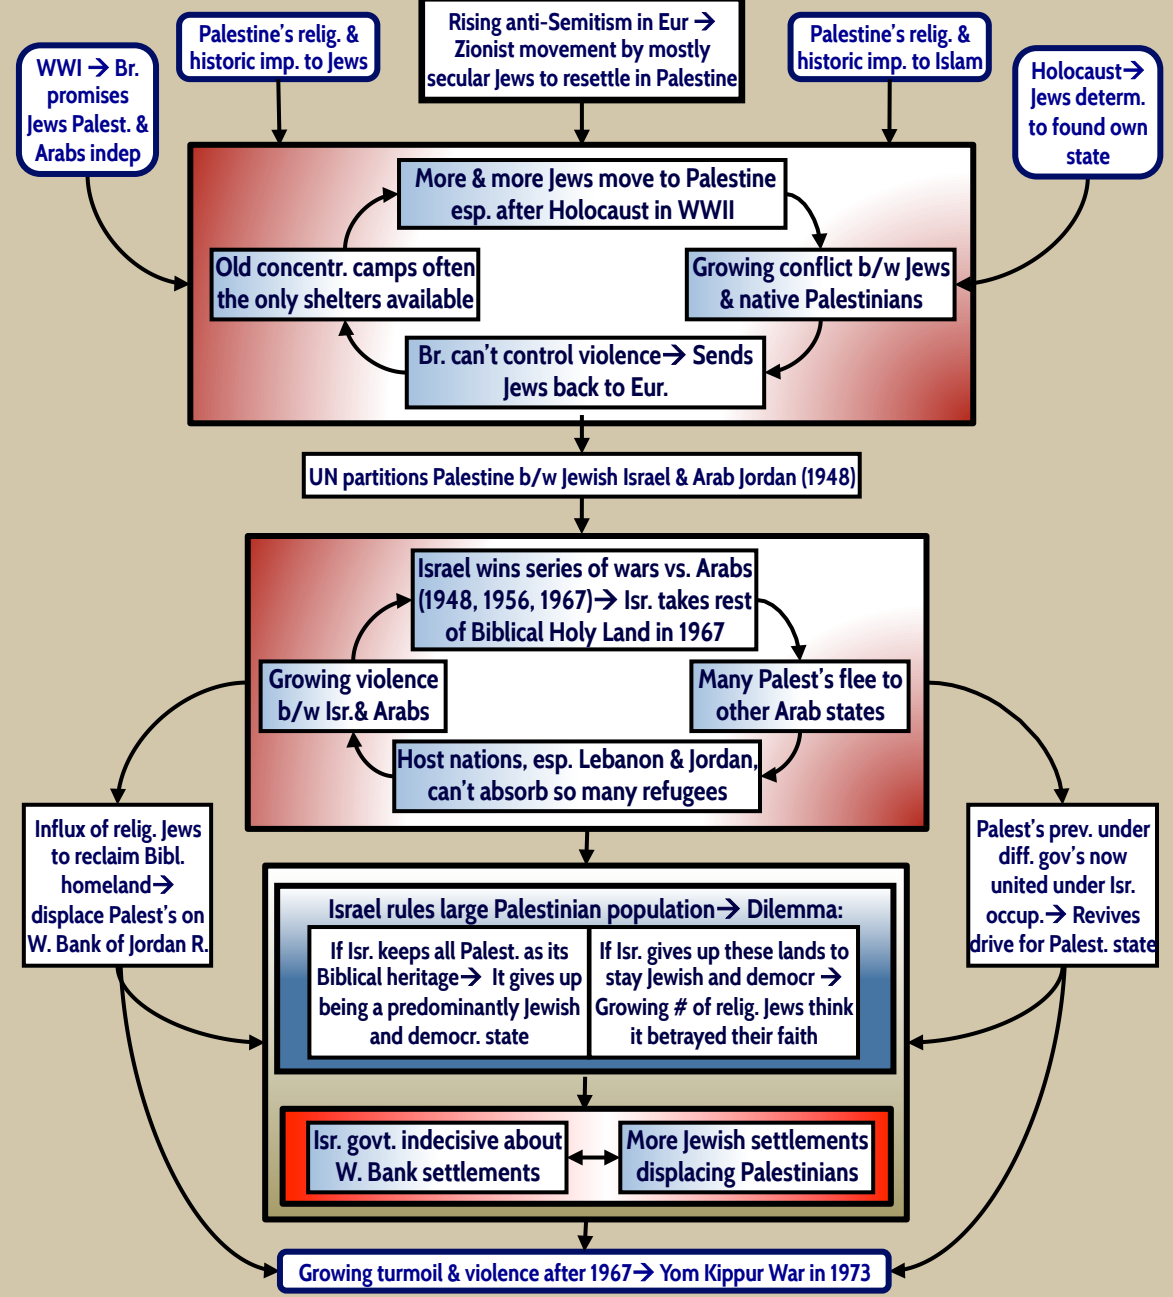 Rising anti-Semitism in Eur →
Zionist movement by mostly
secular Jews to resettle in Palestine
Palestine's relig. &
historic imp. to Jews
Palestine's relig. &
historic imp. to Islam
WWI → Br.
promises
Jews Palest. &
Arabs indep
Holocaust→
Jews determ.
to found own
state
More & more Jews move to Palestine
esp. after Holocaust in WWII
Old concentr. camps often
the only shelters available
Growing conflict b/w Jews
& native Palestinians
Br. can't control violence→ Sends
Jews back to Eur.
UN partitions Palestine b/w Jewish Israel & Arab Jordan (1948)
Israel wins series of wars vs. Arabs
(1948, 1956, 1967)→ Isr. takes rest
of Biblical Holy Land in 1967
Growing violence
b/w Isr.& Arabs
Many Palest's flee to
other Arab states
Host nations, esp. Lebanon & Jordan,
can't absorb so many refugees
Influx of relig. Jews
to reclaim Bibl.
homeland→
displace Palest's on
W. Bank of Jordan R.
Palest's prev. under
diff. gov's now
united under Isr.
occup.→ Revives
drive for Palest. state
Israel rules large Palestinian population→ Dilemma:
If Isr. keeps all Palest. as its
Biblical heritage→ It gives up
being a predominantly Jewish
and democr. state
If Isr. gives up these lands to
stay Jewish and democr →
Growing # of relig. Jews think
it betrayed their faith
Isr. govt. indecisive about
W. Bank settlements
More Jewish settlements
displacing Palestinians
Growing turmoil & violence after 1967→ Yom Kippur War in 1973